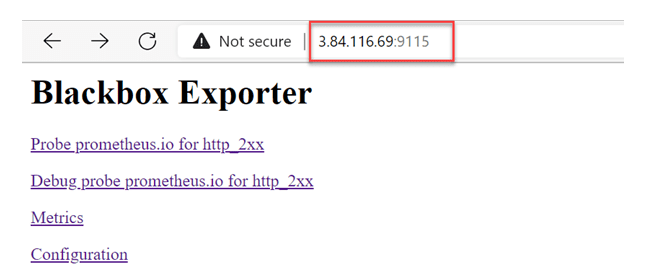 Not secure 3.84.116.69:9115
Blackbox Exporter
Probe prometheus.io for http_2xx
Debug probe prometheus.io for http_2xx
Metrics
Configuration